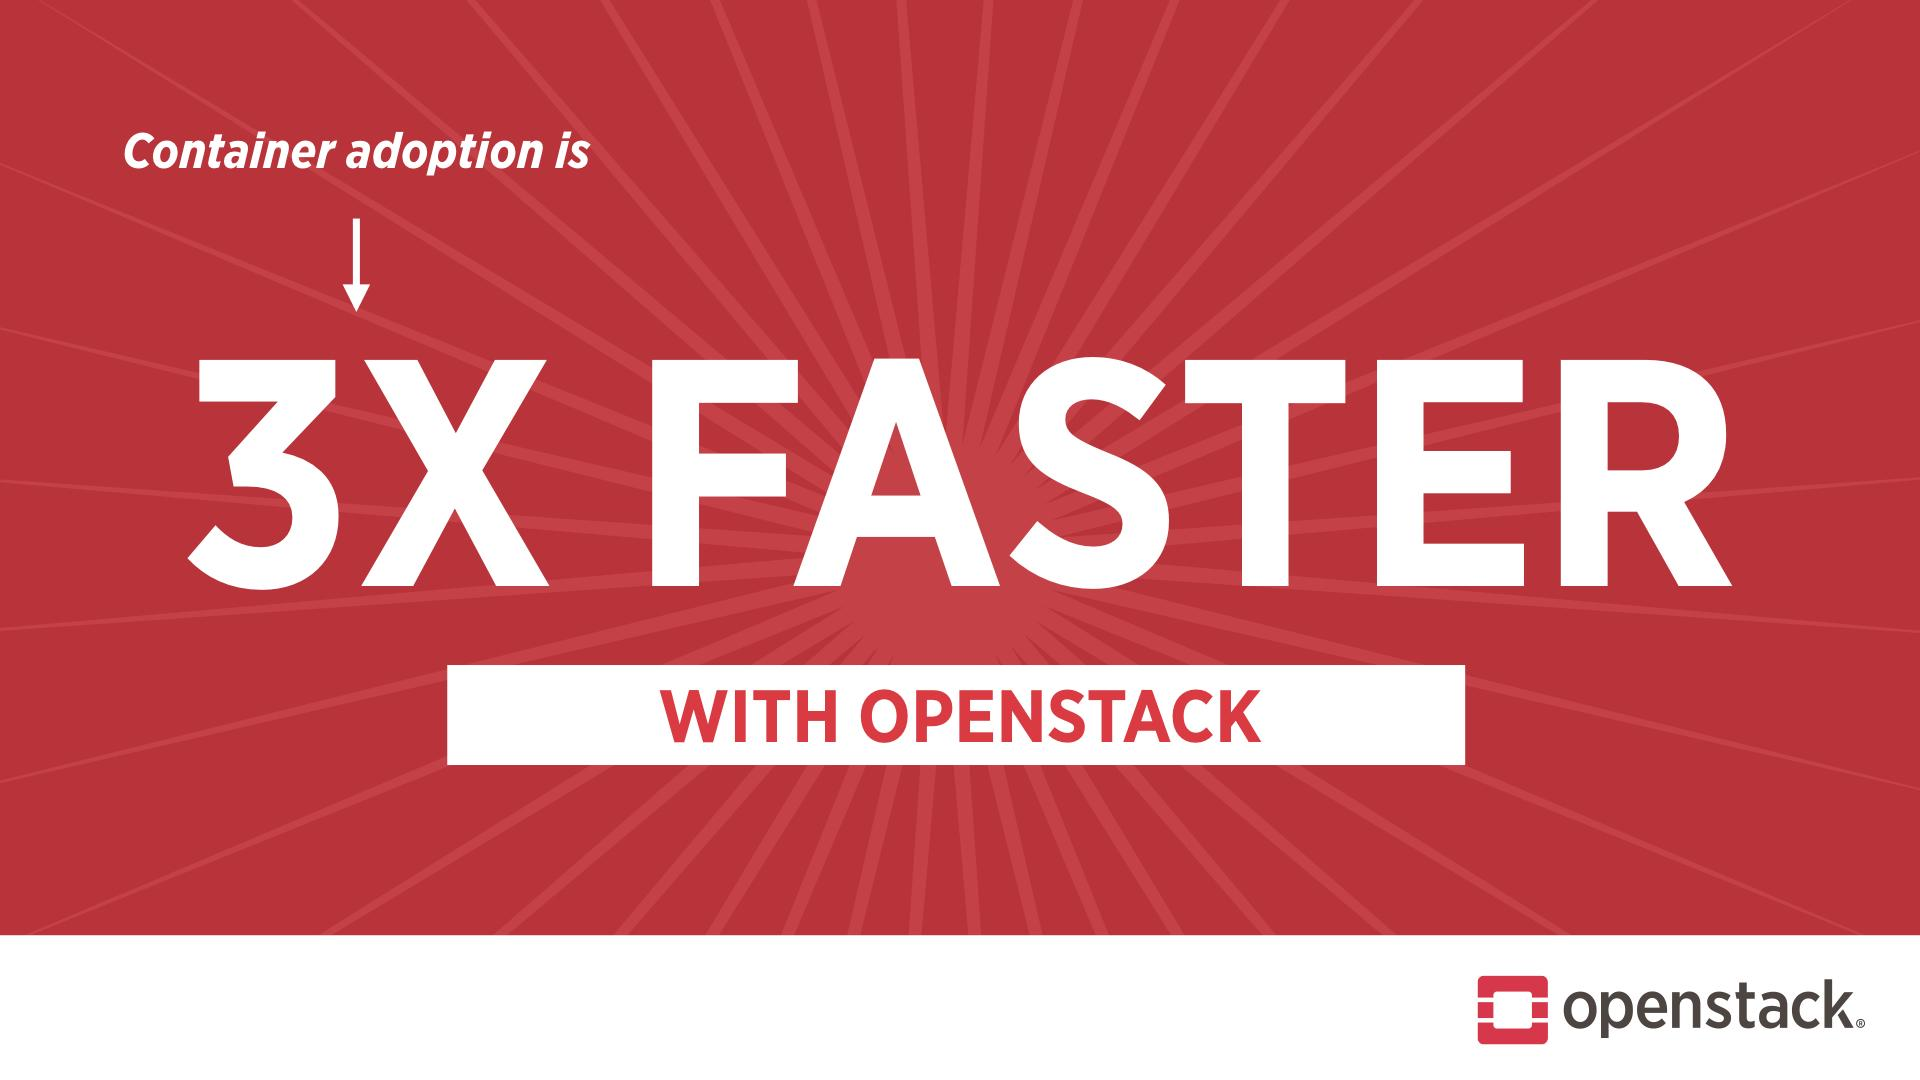 Container adoption is
3X FASTER
WITH OPENSTACK
openstack®